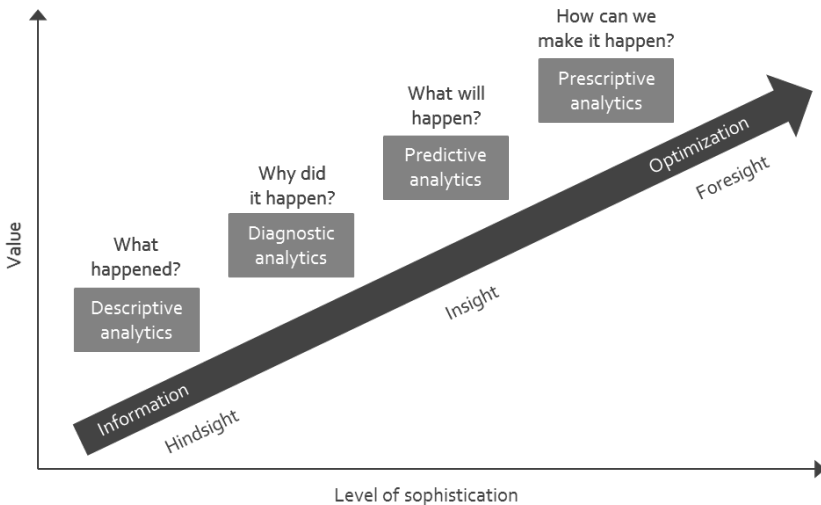 How can we
make it happen?
Prescriptive
analytics
What will
happen?
Predictive
analytics
Why did
it happen?
Diagnostic
analytics
What
happened?
Descriptive
analytics
Optimization
Foresight
Insight
Information
Hindsight
Value
Level of sophistication